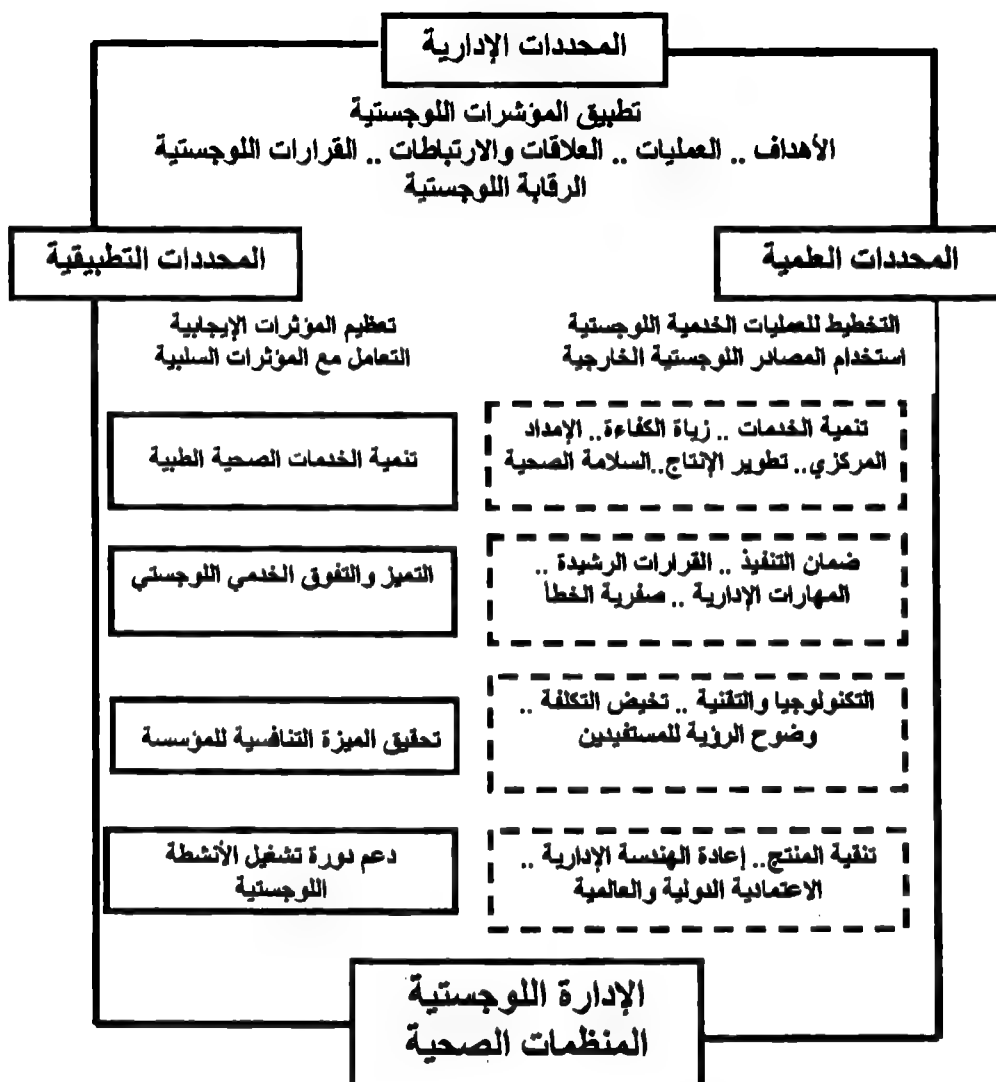 المحددات الإدارية
تطبيق المؤشرات اللوجستية
الأهداف .. العمليات .. العلاقات والارتباطات .. القرارات اللوجستية
الرقابة اللوجستية
المحددات العلمية
المحددات التطبيقية
التخطيط للعمليات الخدمية اللوجستية
استخدام المصادر اللوجستية الخارجية
تعظيم المؤثرات الإيجابية
التعامل مع المؤثرات السلبية
تنمية الخدمات .. زياة الكفاءة.. الإمداد
المركزي.. تطوير الإنتاج..السلامة الصحية
تنمية الخدمات الصحية الطبية
ضمان التنفيذ .. القرارات الرشيدة ..
المهارات الإدارية .. صفرية الخطأ
التميز والتفوق الخدمي اللوجستي
التكنولوجيا والتقنية .. تخيض التكلفة ..
وضوح الرؤية للمستفيدين
تحقيق الميزة التنافسية للمؤسسة
تنقية المنتج.. إعادة الهندسة الإدارية ..
الاعتمادية الدولية والعالمية
دعم دورة تشغيل الأنشطة
اللوجستية
الإدارة اللوجستية
المنظمات الصحية